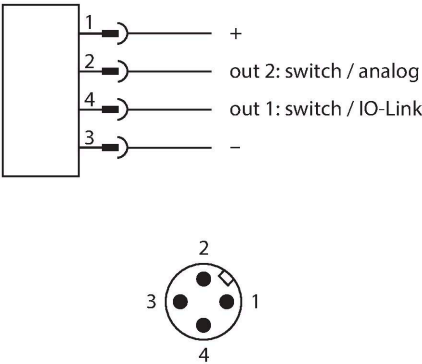 1 +
2 out 2: switch / analog
4 out 1: switch / IO-Link
3 –
2
3 1
4